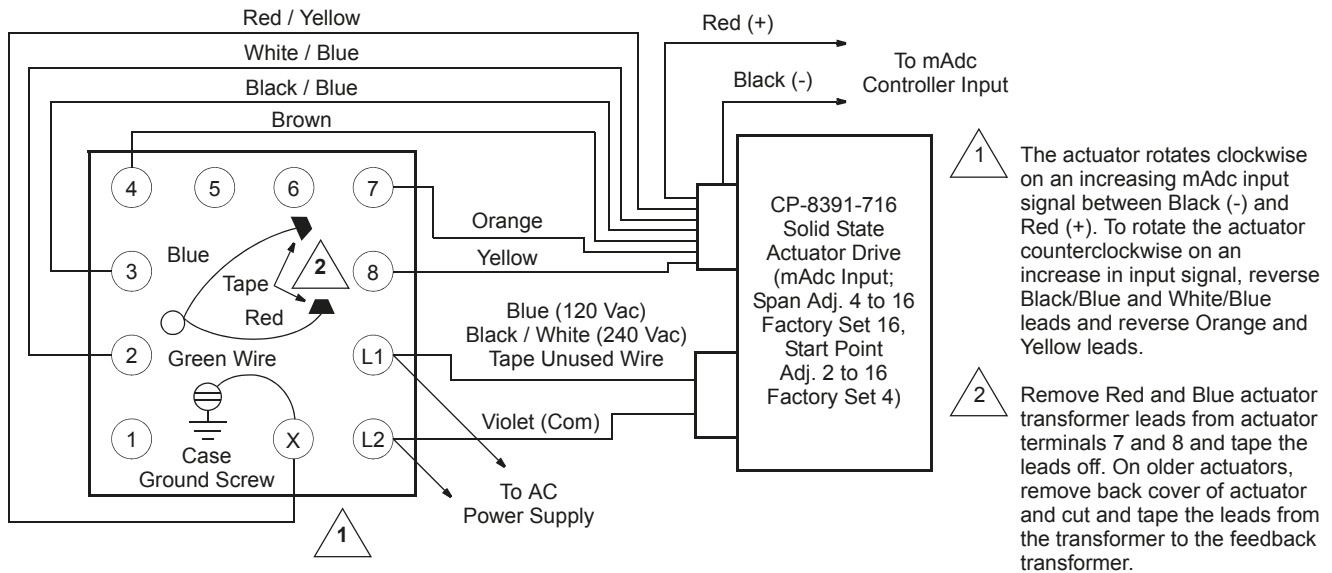 Red / Yellow
White / Blue
Black / Blue
Brown
Red (+)
Black (-)
To mAdc
Controller Input
4
5
6
7
3
8
2
L1
1
X
L2
Blue
Tape
2
Red
Green Wire
Case
Ground Screw
1
Orange
Yellow
Blue (120 Vac)
Black / White (240 Vac)
Tape Unused Wire
Violet (Com)
To AC
Power Supply
CP-8391-716
Solid State
Actuator Drive
(mAdc Input;
Span Adj. 4 to 16
Factory Set 16,
Start Point
Adj. 2 to 16
Factory Set 4)
1
The actuator rotates clockwise
on an increasing mAdc input
signal between Black (-) and
Red (+). To rotate the actuator
counterclockwise on an
increase in input signal, reverse
Black/Blue and White/Blue
leads and reverse Orange and
Yellow leads.
2
Remove Red and Blue actuator
transformer leads from actuator
terminals 7 and 8 and tape the
leads off. On older actuators,
remove back cover of actuator
and cut and tape the leads from
the transformer to the feedback
transformer.